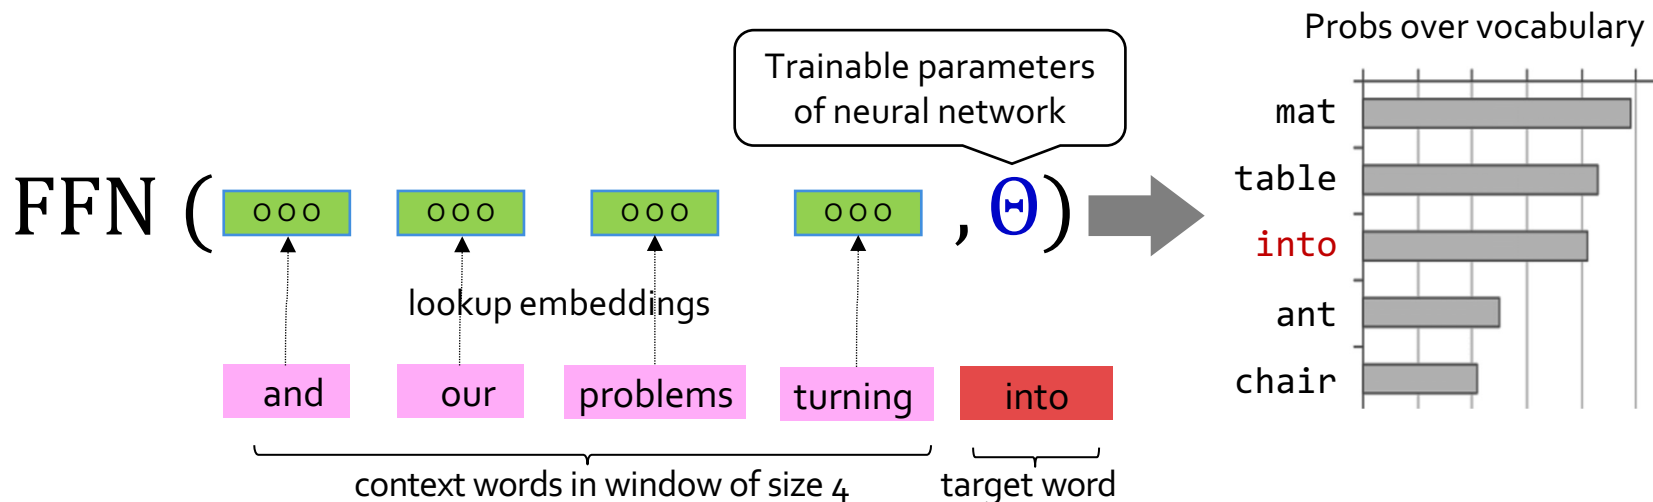 Probs over vocabulary
Trainable parameters
of neural network
FFN ( ooo ooo ooo ooo , Θ)
lookup embeddings
and our problems turning into
context words in window of size 4
target word
mat
table
into
ant
chair